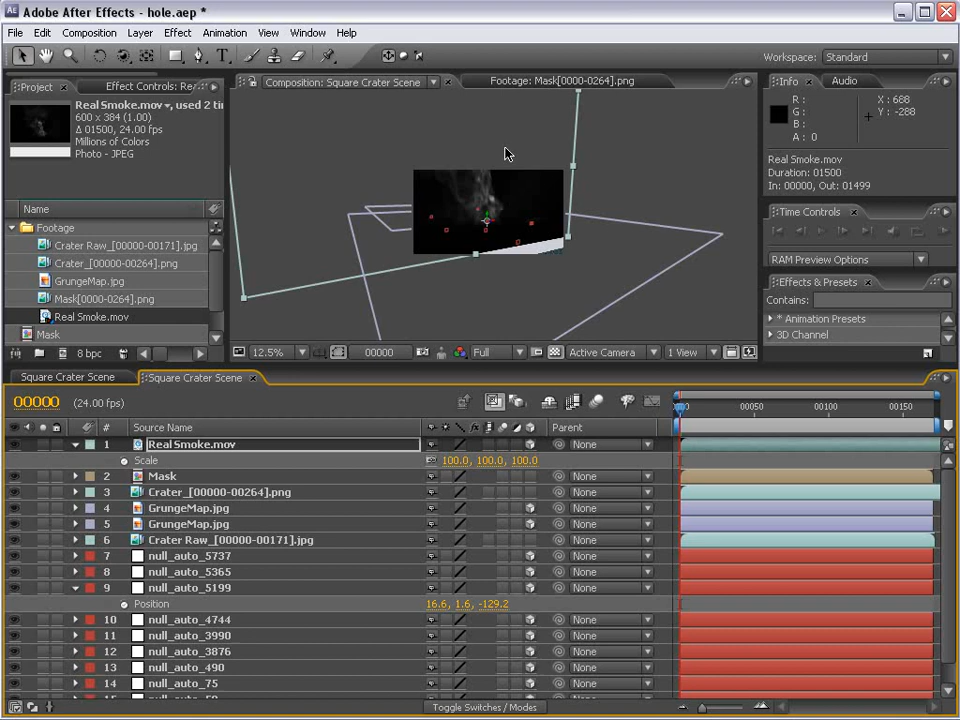 Adobe After Effects - hole.aep *
File Edit Composition Layer Effect Animation View Window Help
Workspace: Standard
Project Effect Controls: Re
Composition: Square Crater Scene
Footage: Mask[0000-0264].png
Info Audio
Real Smoke.mov, used 2 ti
600 x 384 (1.00)
Δ 01500, 24.00 fps
Millions of Colors
Photo - JPEG
R :
G :
B :
A : 0
X : 688
Y : -288
Real Smoke.mov
Duration: 01500
In: 00000, Out: 01499
Name
Footage
Crater Raw_[00000-00171].jpg
Crater_[00000-00264].png
GrungeMap.jpg
Mask[0000-0264].png
Real Smoke.mov
Mask
8 bpc
Time Controls
RAM Preview Options
Effects & Presets
Contains:
* Animation Presets
3D Channel
12.5% 00000 Full Active Camera 1 View
Square Crater Scene Square Crater Scene
00000 (24.00 fps)
00050 00100 00150
# Source Name Parent
1 Real Smoke.mov None
Scale 100.0, 100.0, 100.0
2 Mask None
3 Crater_[00000-00264].png None
4 GrungeMap.jpg None
5 GrungeMap.jpg None
6 Crater Raw_[00000-00171].jpg None
7 null_auto_5737 None
8 null_auto_5365 None
9 null_auto_5199 None
Position 16.6, 1.6, -129.2
10 null_auto_4744 None
11 null_auto_3990 None
12 null_auto_3876 None
13 null_auto_490 None
14 null_auto_75 None
Toggle Switches / Modes